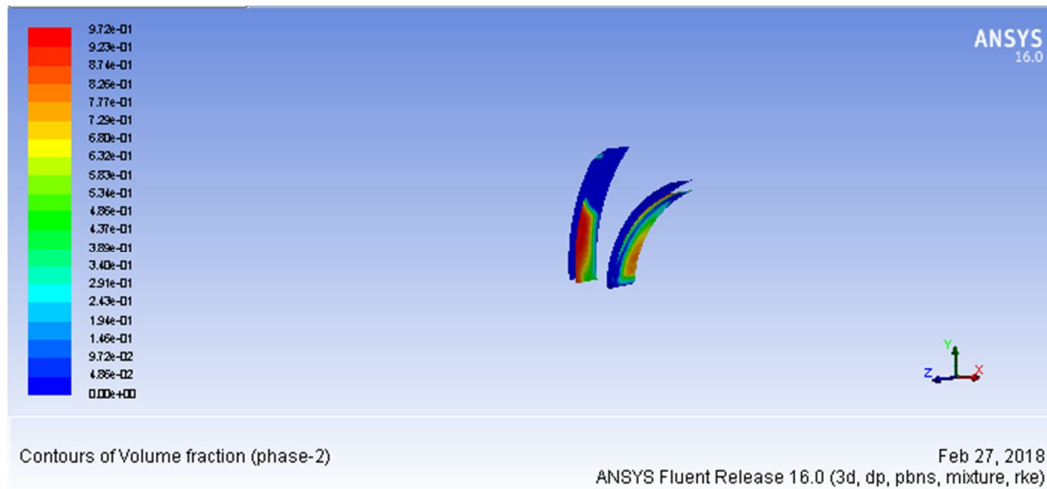 9.72e-01
9.23e-01
8.74e-01
8.26e-01
7.77e-01
7.29e-01
6.80e-01
6.32e-01
5.83e-01
5.34e-01
4.86e-01
4.37e-01
3.89e-01
3.40e-01
2.91e-01
2.43e-01
1.94e-01
1.46e-01
9.72e-02
4.86e-02
0.00e+00
ANSYS
16.0
Y
Z
X
Contours of Volume fraction (phase-2)
Feb 27, 2018
ANSYS Fluent Release 16.0 (3d, dp, pbns, mixture, rke)